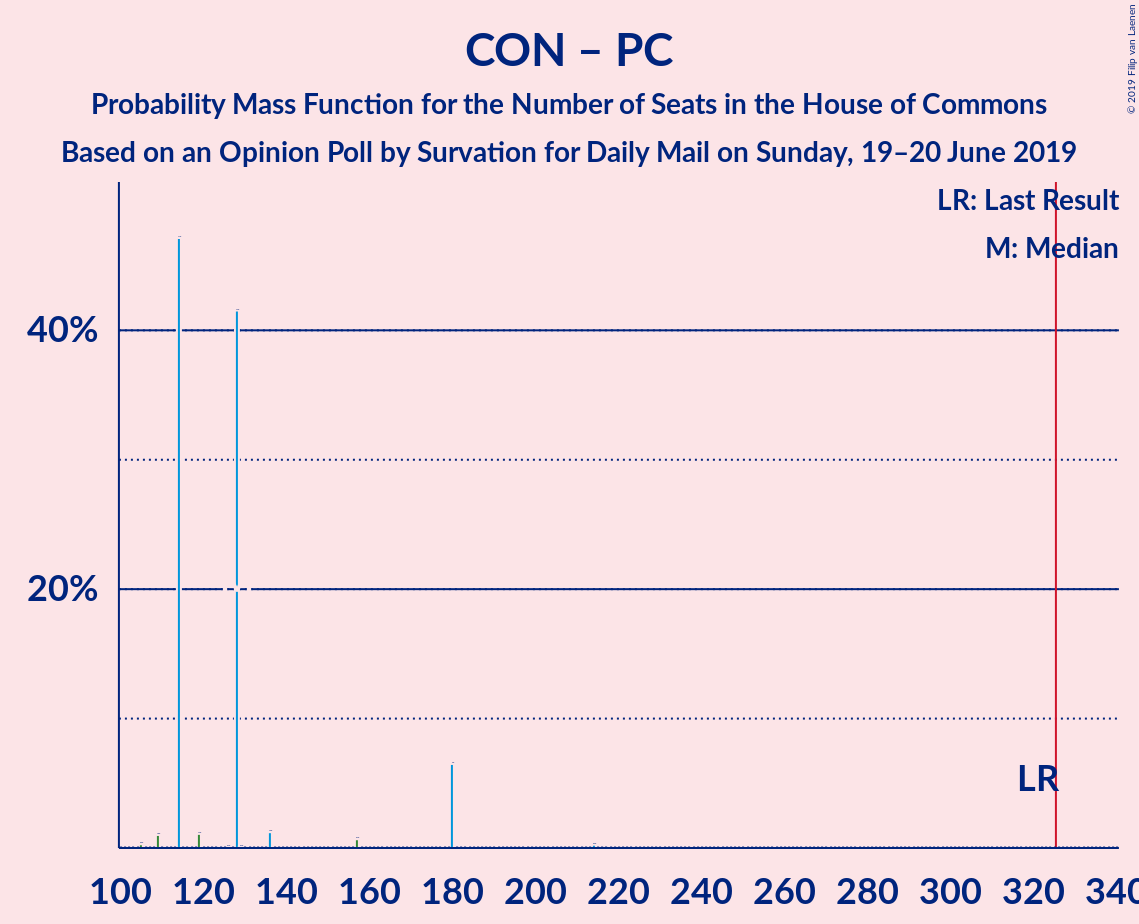 CON – PC
Probability Mass Function for the Number of Seats in the House of Commons
Based on an Opinion Poll by Survation for Daily Mail on Sunday, 19–20 June 2019
© 2019 Filip van Laenen
LR: Last Result
M: Median
40%
20%
LR
100 120 140 160 180 200 220 240 260 280 300 320 340